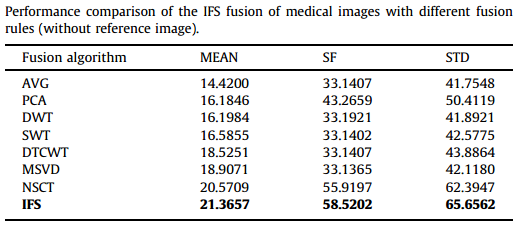 Performance comparison of the IFS fusion of medical images with different fusion
rules (without reference image).
Fusion algorithm MEAN SF STD
AVG 14.4200 33.1407 41.7548
PCA 16.1846 43.2659 50.4119
DWT 16.1984 33.1921 41.8921
SWT 16.5855 33.1402 42.5775
DTCWT 18.5251 33.1407 43.8864
MSVD 18.9071 33.1365 42.1180
NSCT 20.5709 55.9197 62.3947
IFS 21.3657 58.5202 65.6562